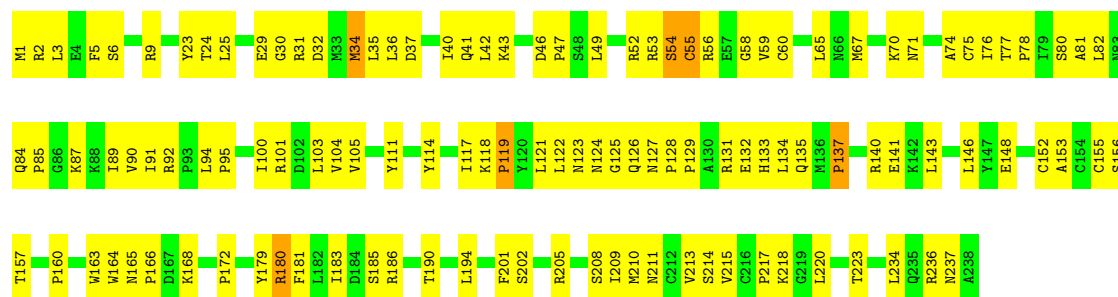 M1 R2 L3 E4 F5 S6 R9 Y23 T24 L25 E29 G30 R31 D32 M33 M34 L35 L36 D37 I40 Q41 L42 K43 D46 P47 S48 L49 R52 R53 S54 C55 R56 E57 G58 V59 C60 L65 N66 M67 K70 N71 A74 C75 I76 T77 P78 I79 S80 A81 L82 N83
Q84 P85 G86 K87 K88 I89 V90 I91 R92 P93 L94 P95 I100 R101 D102 L103 V104 V105 Y111 Y114 I117 K118 P119 Y120 L121 L122 N123 N124 G125 Q126 N127 P128 P129 A130 R131 E132 H133 L134 Q135 M136 P137 R140 E141 K142 L143 L146 Y147 E148 C152 A153 C154 C155 S156
T157 P160 W163 W164 N165 P166 D167 K168 P172 Y179 R180 F181 L182 I183 D184 S185 R186 T190 L194 F201 S202 R205 S208 I209 M210 N211 C212 V213 S214 V215 C216 P217 K218 G219 L220 T223 L234 Q235 R236 N237 A238